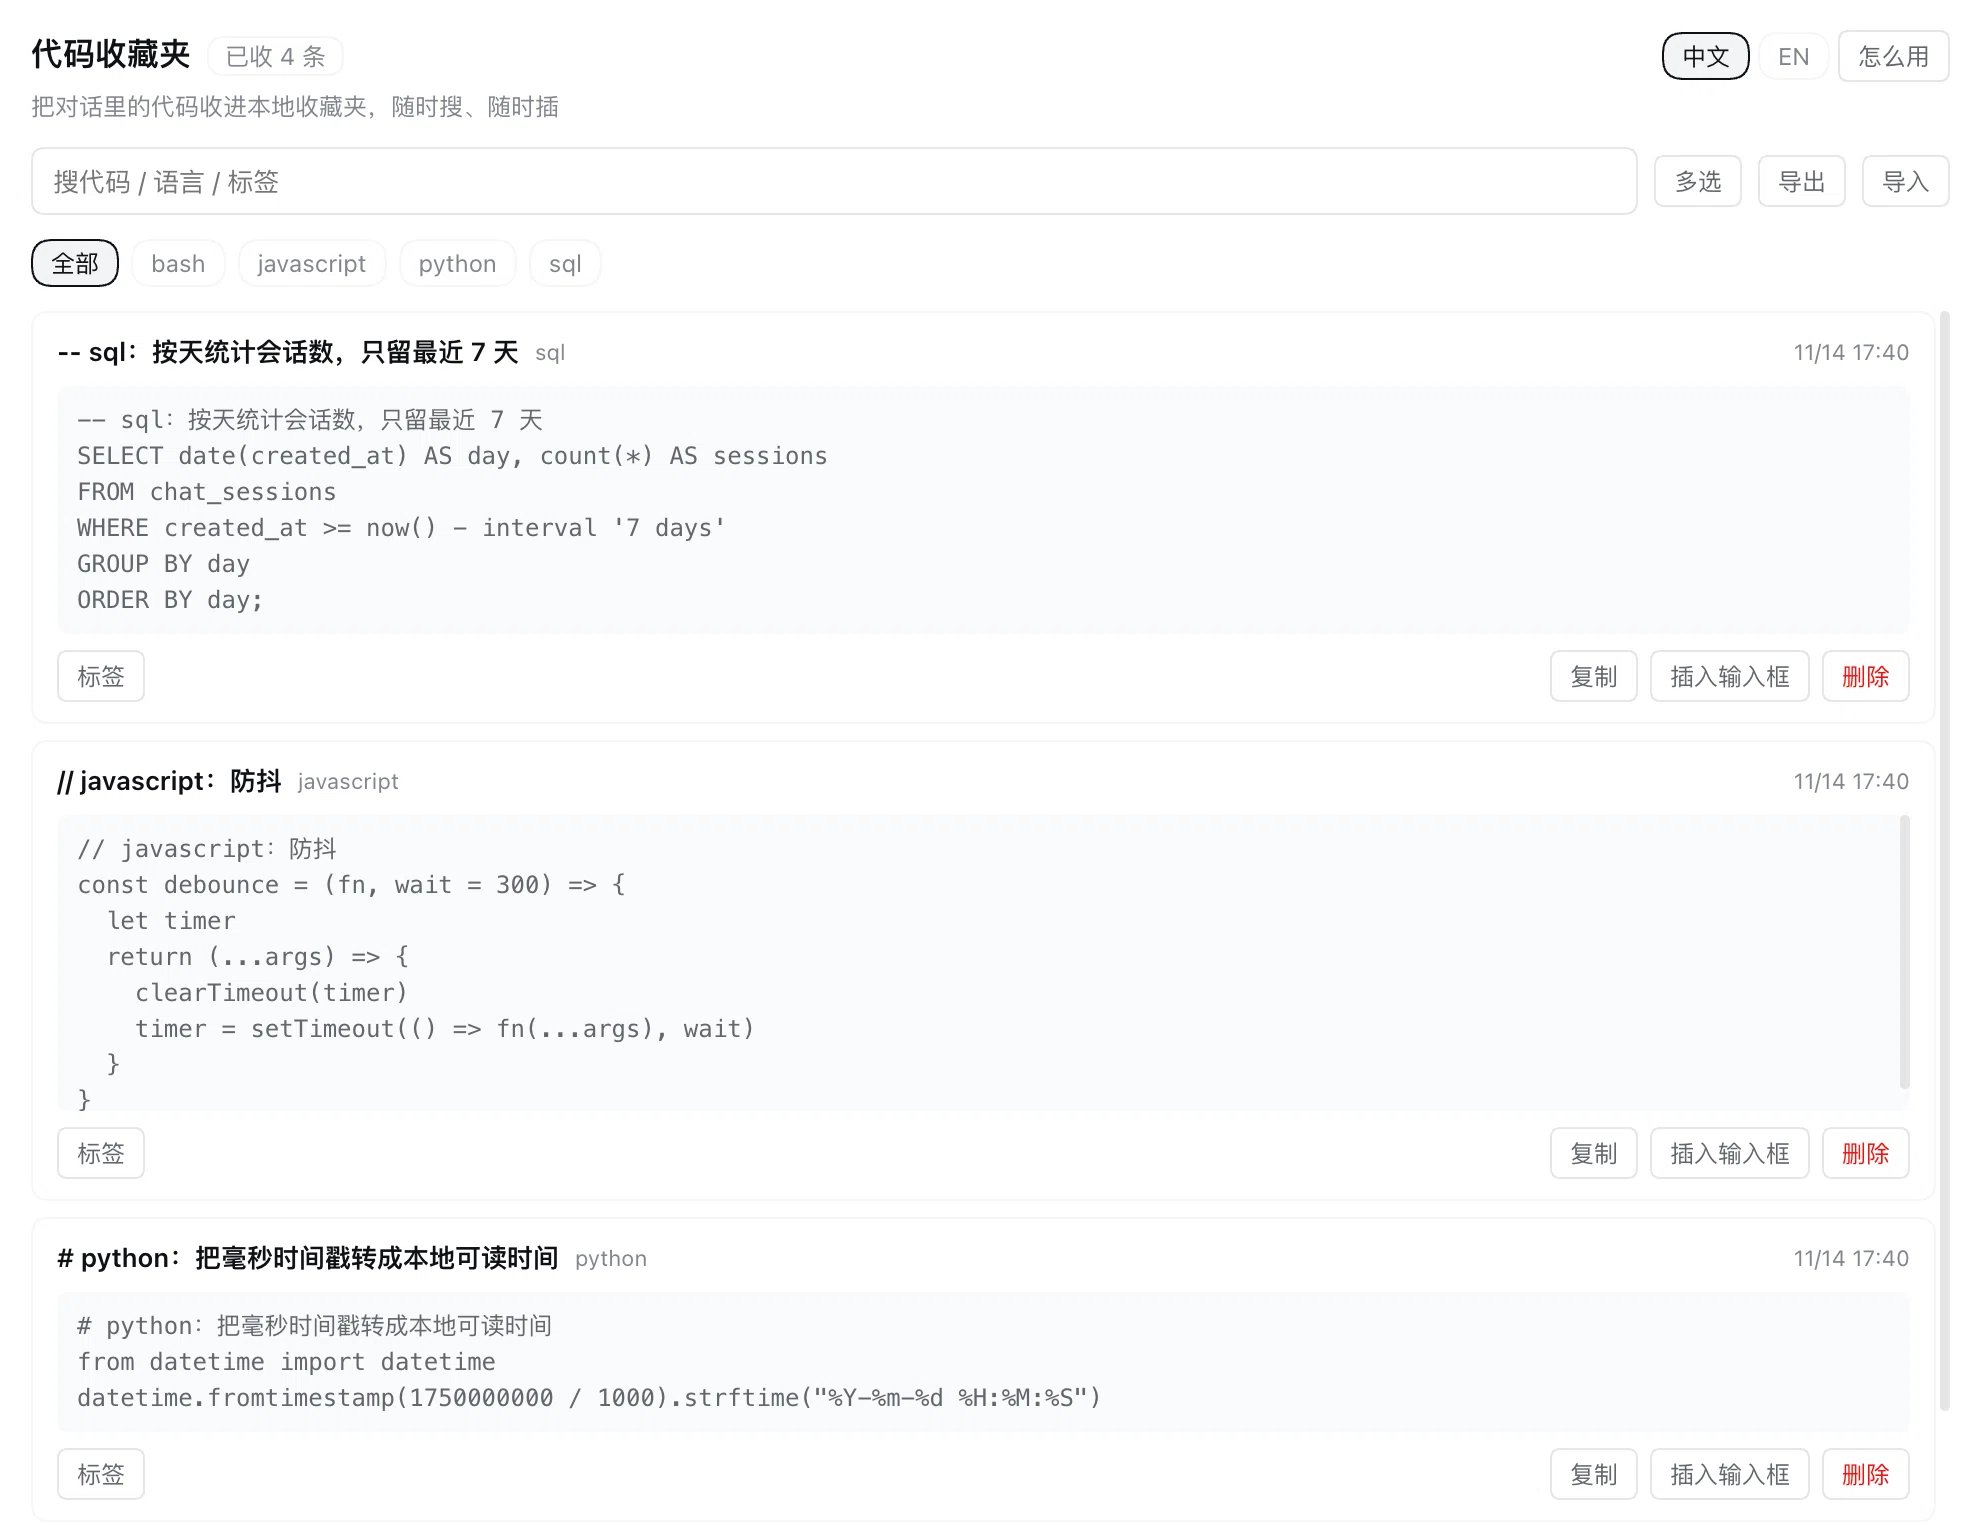 代码收藏夹 已收 4 条 中文 EN 怎么用
把对话里的代码收进本地收藏夹，随时搜、随时插
搜代码 / 语言 / 标签 多选 导出 导入
全部 bash javascript python sql
-- sql：按天统计会话数，只留最近 7 天 sql 11/14 17:40
-- sql：按天统计会话数，只留最近 7 天
SELECT date(created_at) AS day, count(*) AS sessions
FROM chat_sessions
WHERE created_at >= now() - interval '7 days'
GROUP BY day
ORDER BY day;
标签 复制 插入输入框 删除
// javascript：防抖 javascript 11/14 17:40
// javascript：防抖
const debounce = (fn, wait = 300) => {
  let timer
  return (...args) => {
    clearTimeout(timer)
    timer = setTimeout(() => fn(...args), wait)
  }
}
标签 复制 插入输入框 删除
# python：把毫秒时间戳转成本地可读时间 python 11/14 17:40
# python：把毫秒时间戳转成本地可读时间
from datetime import datetime
datetime.fromtimestamp(1750000000 / 1000).strftime("%Y-%m-%d %H:%M:%S")
标签 复制 插入输入框 删除